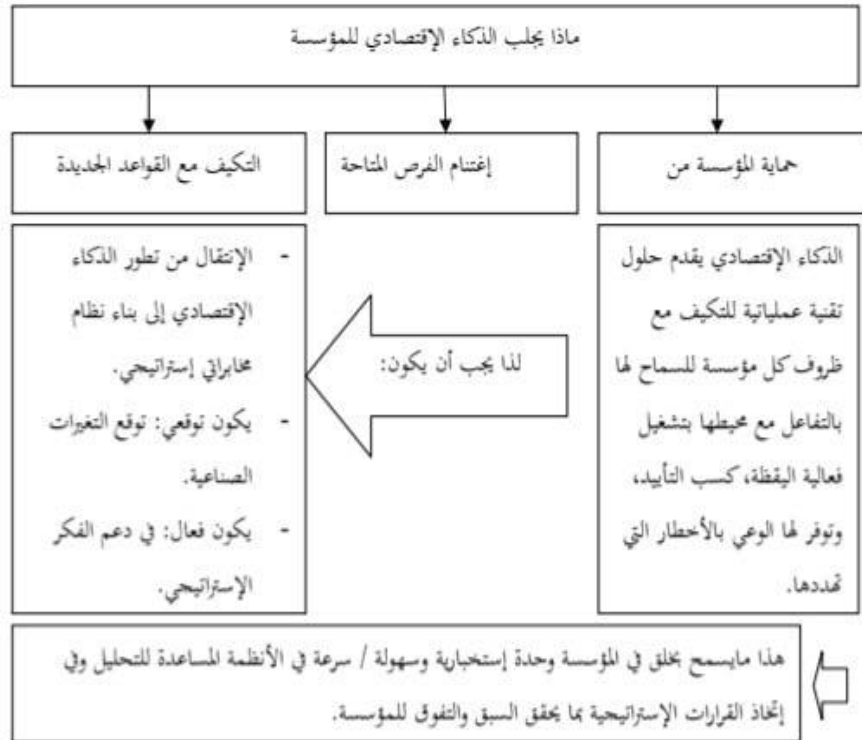 ماذا يجلب الذكاء الإقتصادي للمؤسسة
حماية المؤسسة من
إغتنام الفرص المتاحة
التكيف مع القواعد الجديدة
الذكاء الإقتصادي يقدم حلول
تقنية عملياتية للتكيف مع
ظروف كل مؤسسة للسماح لها
بالتفاعل مع محيطها بتشغيل
فعالية اليقظة، كسب التأييد،
وتوفر لها الوعي بالأخطار التي
تهددها.
لذا يجب أن يكون:
- الإنتقال من تطور الذكاء
الإقتصادي إلى بناء نظام
مخابراتي إستراتيجي.
- يكون توقعي: توقع التغيرات
الصناعية.
- يكون فعال: في دعم الفكر
الإستراتيجي.
هذا مايسمح بخلق في المؤسسة وحدة إستخبارية وسهولة / سرعة في الأنظمة المساعدة للتحليل وفي
إتخاذ القرارات الإستراتيجية بما يحقق السبق والتفوق للمؤسسة.